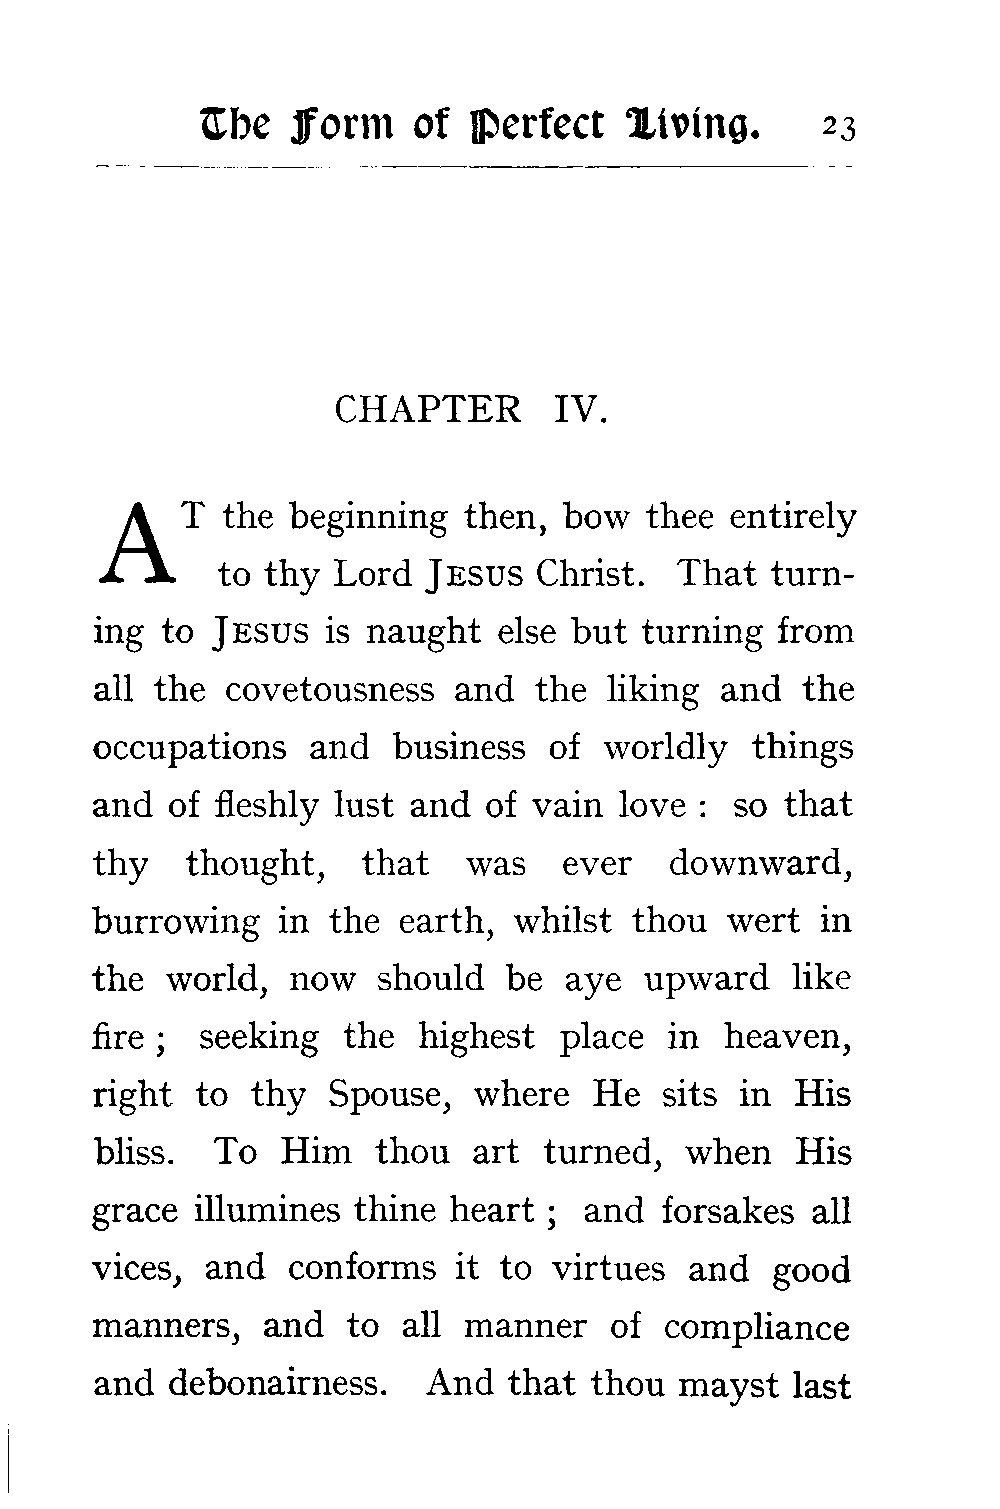 The Form of Perfect Living. 23
CHAPTER IV.
AT the beginning then, bow thee entirely
to thy Lord JESUS Christ. That turn-
ing to JESUS is naught else but turning from
all the covetousness and the liking and the
occupations and business of worldly things
and of fleshly lust and of vain love : so that
thy thought, that was ever downward,
burrowing in the earth, whilst thou wert in
the world, now should be aye upward like
fire ; seeking the highest place in heaven,
right to thy Spouse, where He sits in His
bliss. To Him thou art turned, when His
grace illumines thine heart ; and forsakes all
vices, and conforms it to virtues and good
manners, and to all manner of compliance
and debonairness. And that thou mayst last